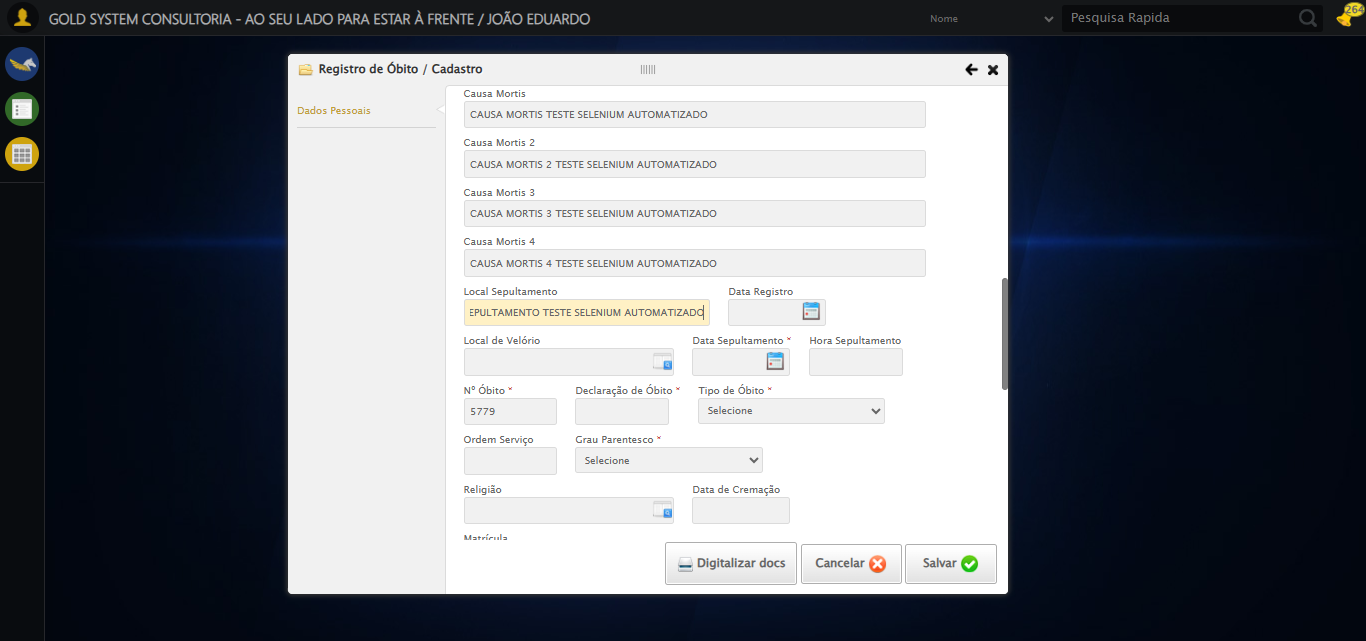 GOLD SYSTEM CONSULTORIA - AO SEU LADO PARA ESTAR À FRENTE / JOÃO EDUARDO
Nome
Pesquisa Rapida
264
Registro de Óbito / Cadastro
Dados Pessoais
Causa Mortis
CAUSA MORTIS TESTE SELENIUM AUTOMATIZADO
Causa Mortis 2
CAUSA MORTIS 2 TESTE SELENIUM AUTOMATIZADO
Causa Mortis 3
CAUSA MORTIS 3 TESTE SELENIUM AUTOMATIZADO
Causa Mortis 4
CAUSA MORTIS 4 TESTE SELENIUM AUTOMATIZADO
Local Sepultamento Data Registro
EPULTAMENTO TESTE SELENIUM AUTOMATIZADO
Local de Velório Data Sepultamento * Hora Sepultamento
Nº Óbito * Declaração de Óbito * Tipo de Óbito *
5779 Selecione
Ordem Serviço Grau Parentesco *
Selecione
Religião Data de Cremação
Matrícula
Digitalizar docs Cancelar Salvar